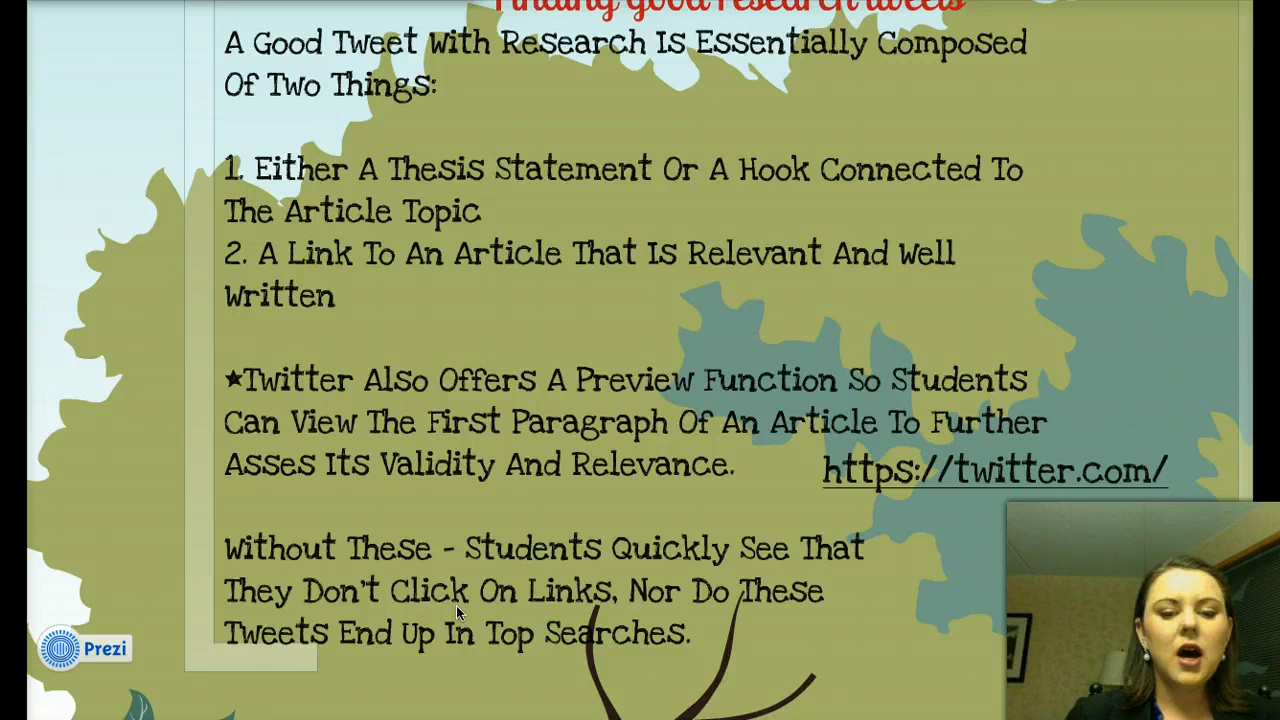 Finding good research tweets
A Good Tweet With Research Is Essentially Composed
Of Two Things:
1. Either A Thesis Statement Or A Hook Connected To
The Article Topic
2. A Link To An Article That Is Relevant And Well
Written
★Twitter Also Offers A Preview Function So Students
Can View The First Paragraph Of An Article To Further
Asses Its Validity And Relevance.
https://twitter.com/
Without These - Students Quickly See That
They Don't Click On Links, Nor Do These
Tweets End Up In Top Searches.
Prezi